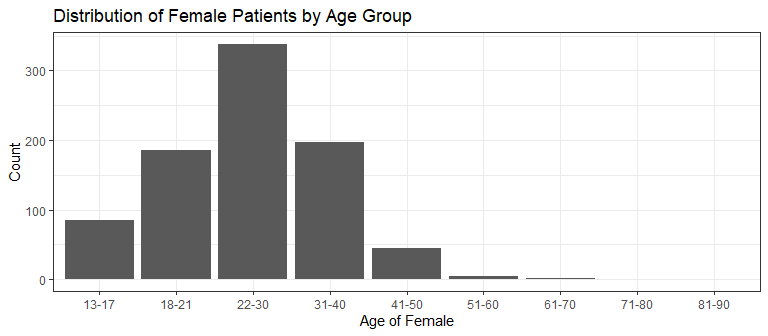 Distribution of Female Patients by Age Group
Count
300
200
100
0
13-17 18-21 22-30 31-40 41-50 51-60 61-70 71-80 81-90
Age of Female